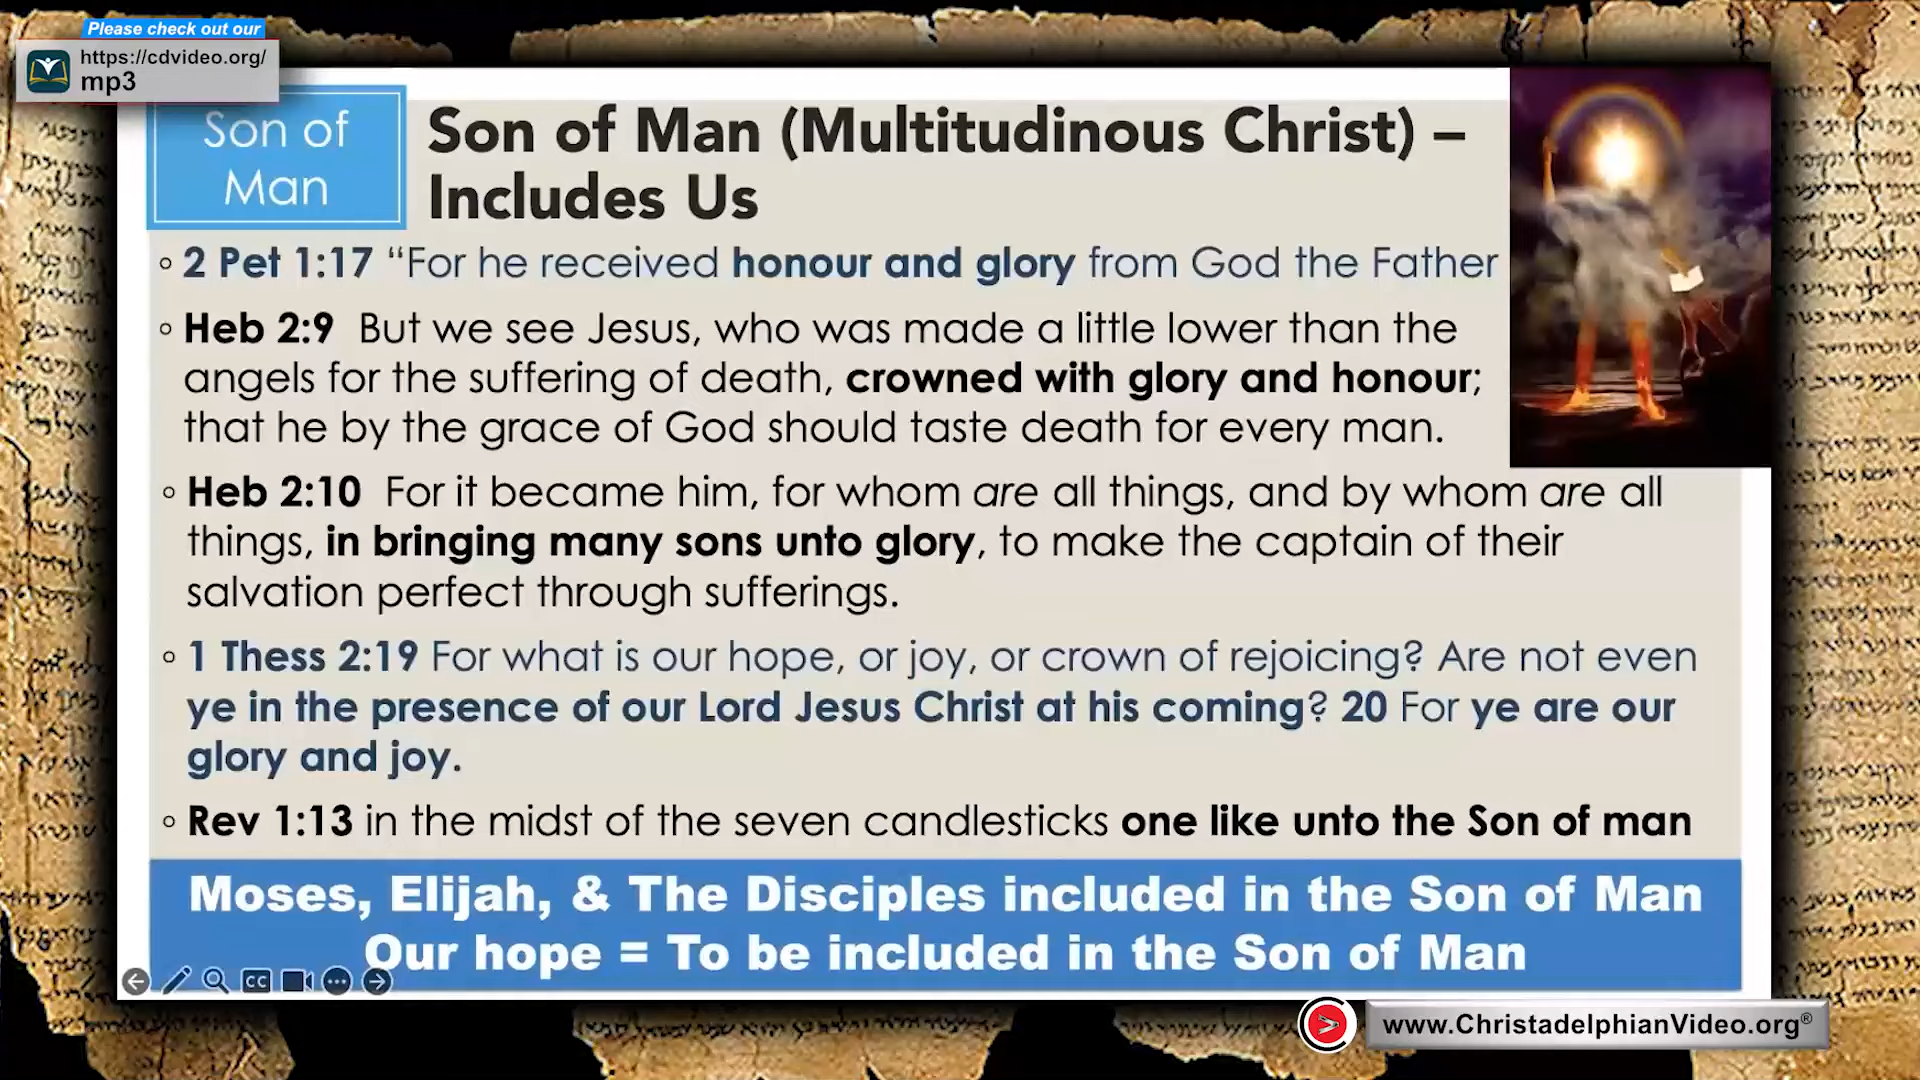 Please check out our
https://cdvideo.org/
mp3
Son of
Man
Son of Man (Multitudinous Christ) –
Includes Us
◦ 2 Pet 1:17 “For he received honour and glory from God the Father
◦ Heb 2:9 But we see Jesus, who was made a little lower than the
angels for the suffering of death, crowned with glory and honour;
that he by the grace of God should taste death for every man.
◦ Heb 2:10 For it became him, for whom are all things, and by whom are all
things, in bringing many sons unto glory, to make the captain of their
salvation perfect through sufferings.
◦ 1 Thess 2:19 For what is our hope, or joy, or crown of rejoicing? Are not even
ye in the presence of our Lord Jesus Christ at his coming? 20 For ye are our
glory and joy.
◦ Rev 1:13 in the midst of the seven candlesticks one like unto the Son of man
Moses, Elijah, & The Disciples included in the Son of Man
Our hope = To be included in the Son of Man
CC
www.ChristadelphianVideo.org®